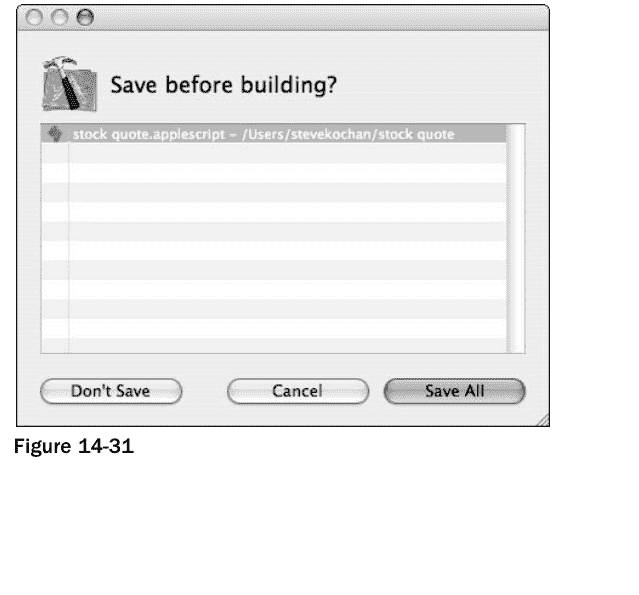 Save before building?
stock quote.applescript – /Users/stevekochan/stock quote
Don't Save
Cancel
Save All
Figure 14-31